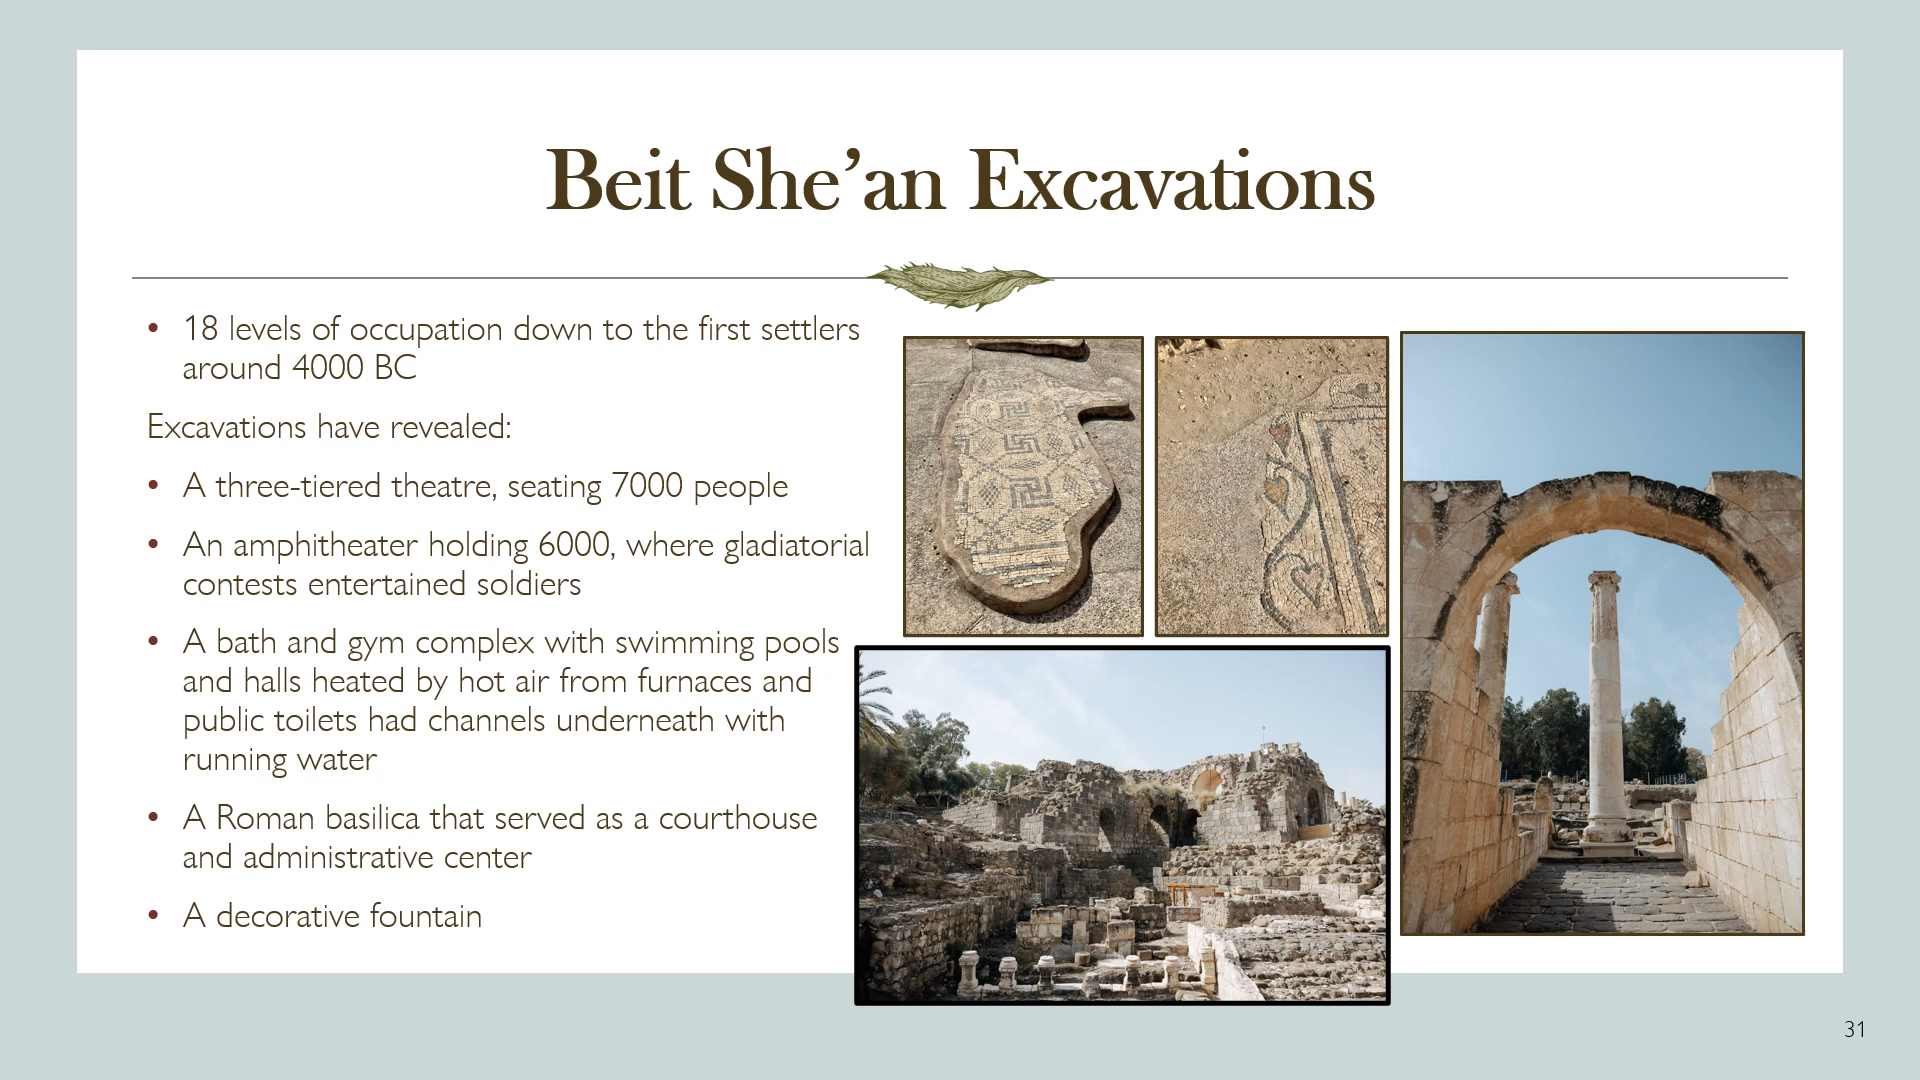 Beit She’an Excavations
• 18 levels of occupation down to the first settlers
around 4000 BC
Excavations have revealed:
• A three-tiered theatre, seating 7000 people
• An amphitheater holding 6000, where gladiatorial
contests entertained soldiers
• A bath and gym complex with swimming pools
and halls heated by hot air from furnaces and
public toilets had channels underneath with
running water
• A Roman basilica that served as a courthouse
and administrative center
• A decorative fountain
31